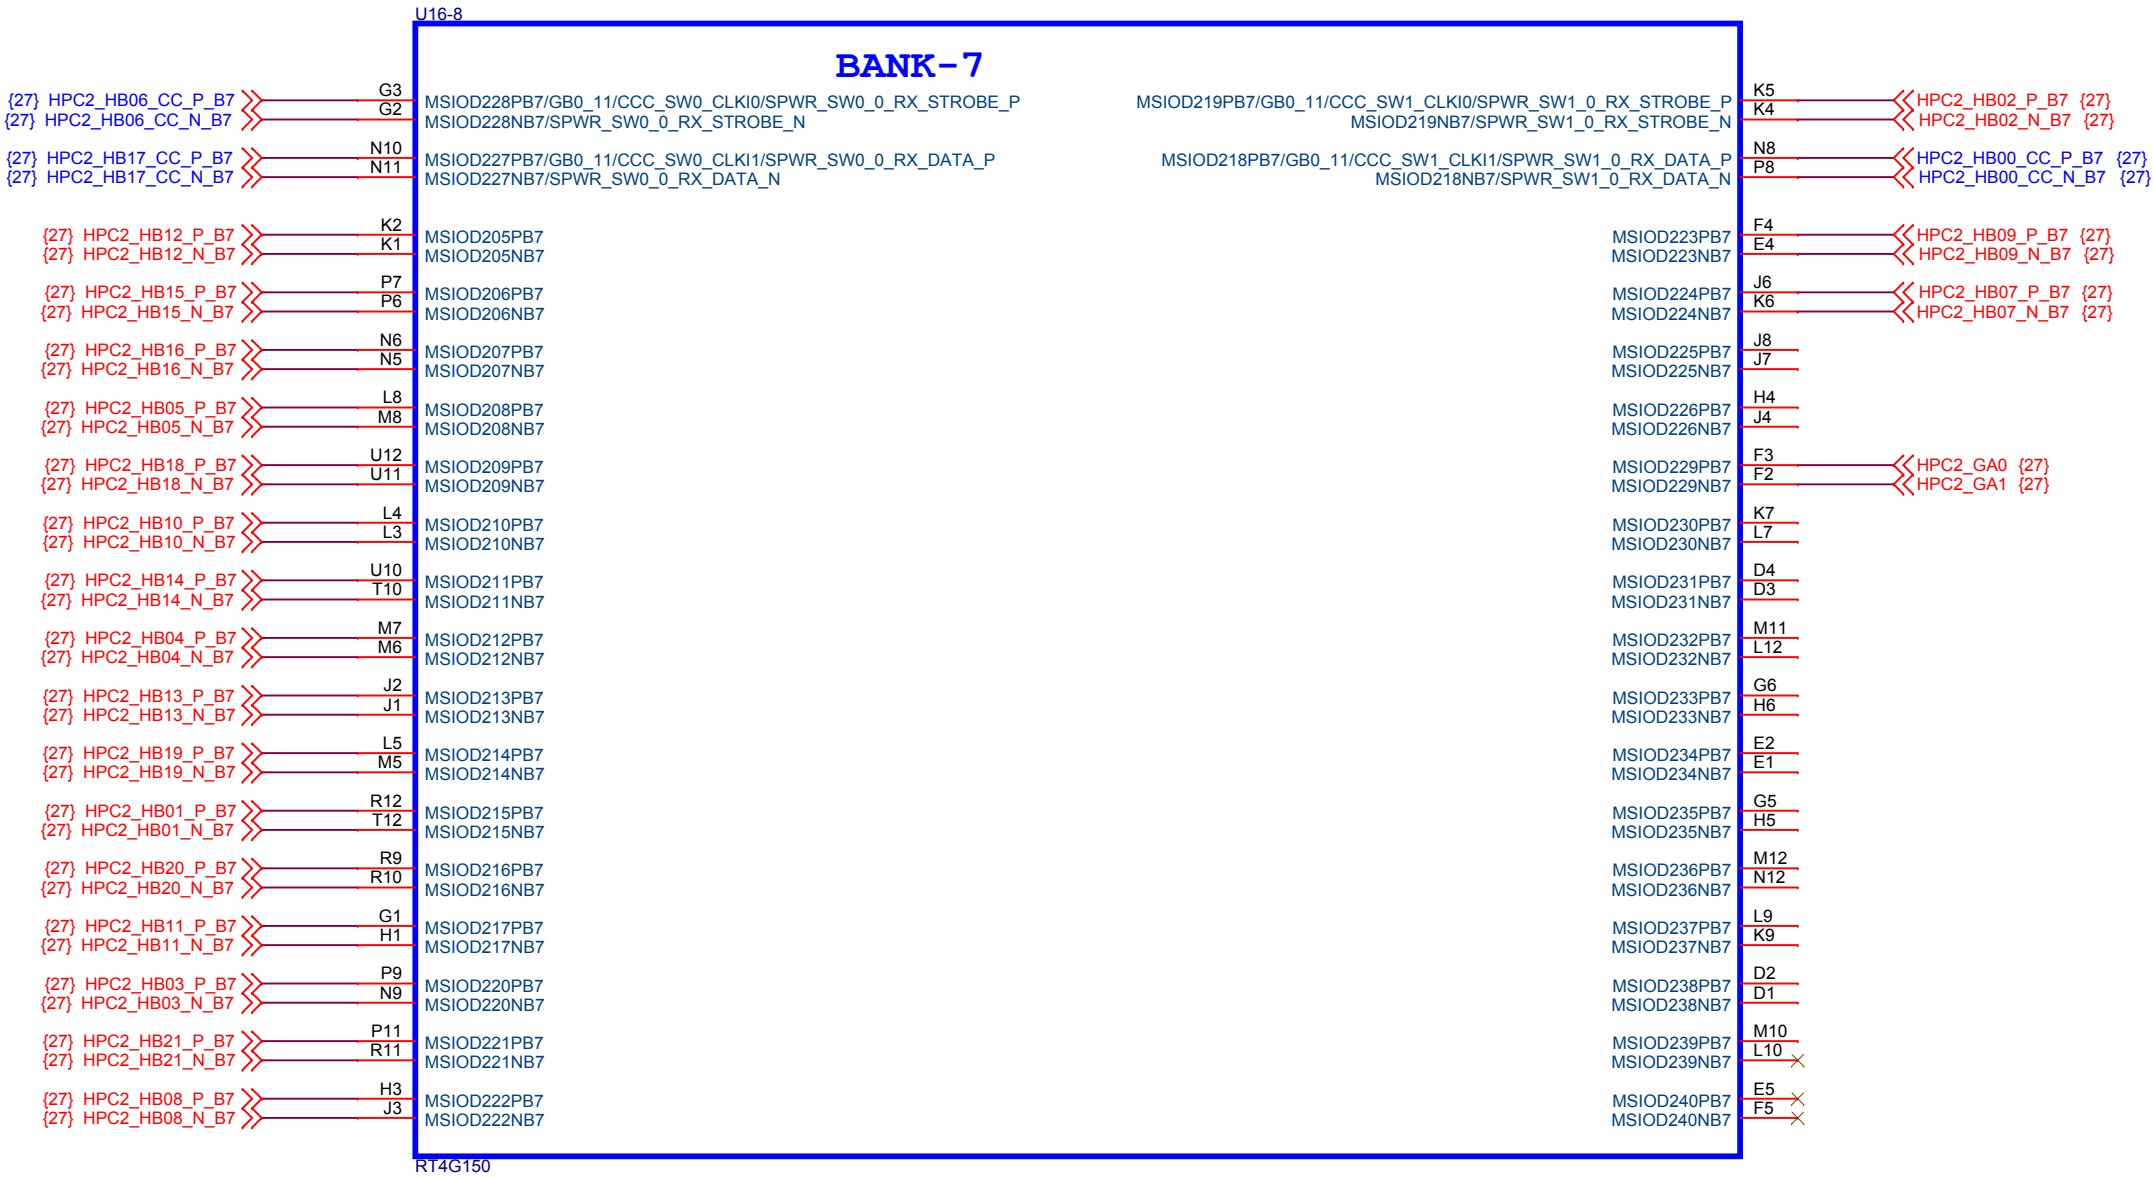 U16-8
BANK-7
{27} HPC2_HB06_CC_P_B7 G3 MSIOD228PB7/GB0_11/CCC_SW0_CLKI0/SPWR_SW0_0_RX_STROBE_P MSIOD219PB7/GB0_11/CCC_SW1_CLKI0/SPWR_SW1_0_RX_STROBE_P K5 HPC2_HB02_P_B7 {27}
{27} HPC2_HB06_CC_N_B7 G2 MSIOD228NB7/SPWR_SW0_0_RX_STROBE_N MSIOD219NB7/SPWR_SW1_0_RX_STROBE_N K4 HPC2_HB02_N_B7 {27}
{27} HPC2_HB17_CC_P_B7 N10 MSIOD227PB7/GB0_11/CCC_SW0_CLKI1/SPWR_SW0_0_RX_DATA_P MSIOD218PB7/GB0_11/CCC_SW1_CLKI1/SPWR_SW1_0_RX_DATA_P N8 HPC2_HB00_CC_P_B7 {27}
{27} HPC2_HB17_CC_N_B7 N11 MSIOD227NB7/SPWR_SW0_0_RX_DATA_N MSIOD218NB7/SPWR_SW1_0_RX_DATA_N P8 HPC2_HB00_CC_N_B7 {27}
{27} HPC2_HB12_P_B7 K2 MSIOD205PB7 MSIOD223PB7 F4 HPC2_HB09_P_B7 {27}
{27} HPC2_HB12_N_B7 K1 MSIOD205NB7 MSIOD223NB7 E4 HPC2_HB09_N_B7 {27}
{27} HPC2_HB15_P_B7 P7 MSIOD206PB7 MSIOD224PB7 J6 HPC2_HB07_P_B7 {27}
{27} HPC2_HB15_N_B7 P6 MSIOD206NB7 MSIOD224NB7 K6 HPC2_HB07_N_B7 {27}
{27} HPC2_HB16_P_B7 N6 MSIOD207PB7 MSIOD225PB7 J8
{27} HPC2_HB16_N_B7 N5 MSIOD207NB7 MSIOD225NB7 J7
{27} HPC2_HB05_P_B7 L8 MSIOD208PB7 MSIOD226PB7 H4
{27} HPC2_HB05_N_B7 M8 MSIOD208NB7 MSIOD226NB7 J4
{27} HPC2_HB18_P_B7 U12 MSIOD209PB7 MSIOD229PB7 F3 HPC2_GA0 {27}
{27} HPC2_HB18_N_B7 U11 MSIOD209NB7 MSIOD229NB7 F2 HPC2_GA1 {27}
{27} HPC2_HB10_P_B7 L4 MSIOD210PB7 MSIOD230PB7 K7
{27} HPC2_HB10_N_B7 L3 MSIOD210NB7 MSIOD230NB7 L7
{27} HPC2_HB14_P_B7 U10 MSIOD211PB7 MSIOD231PB7 D4
{27} HPC2_HB14_N_B7 T10 MSIOD211NB7 MSIOD231NB7 D3
{27} HPC2_HB04_P_B7 M7 MSIOD212PB7 MSIOD232PB7 M11
{27} HPC2_HB04_N_B7 M6 MSIOD212NB7 MSIOD232NB7 L12
{27} HPC2_HB13_P_B7 J2 MSIOD213PB7 MSIOD233PB7 G6
{27} HPC2_HB13_N_B7 J1 MSIOD213NB7 MSIOD233NB7 H6
{27} HPC2_HB19_P_B7 L5 MSIOD214PB7 MSIOD234PB7 E2
{27} HPC2_HB19_N_B7 M5 MSIOD214NB7 MSIOD234NB7 E1
{27} HPC2_HB01_P_B7 R12 MSIOD215PB7 MSIOD235PB7 G5
{27} HPC2_HB01_N_B7 T12 MSIOD215NB7 MSIOD235NB7 H5
{27} HPC2_HB20_P_B7 R9 MSIOD216PB7 MSIOD236PB7 M12
{27} HPC2_HB20_N_B7 R10 MSIOD216NB7 MSIOD236NB7 N12
{27} HPC2_HB11_P_B7 G1 MSIOD217PB7 MSIOD237PB7 L9
{27} HPC2_HB11_N_B7 H1 MSIOD217NB7 MSIOD237NB7 K9
{27} HPC2_HB03_P_B7 P9 MSIOD220PB7 MSIOD238PB7 D2
{27} HPC2_HB03_N_B7 N9 MSIOD220NB7 MSIOD238NB7 D1
{27} HPC2_HB21_P_B7 P11 MSIOD221PB7 MSIOD239PB7 M10
{27} HPC2_HB21_N_B7 R11 MSIOD221NB7 MSIOD239NB7 L10
{27} HPC2_HB08_P_B7 H3 MSIOD222PB7 MSIOD240PB7 E5
{27} HPC2_HB08_N_B7 J3 MSIOD222NB7 MSIOD240NB7 F5
RT4G150